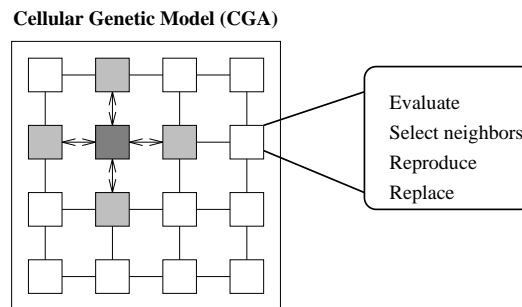 Cellular Genetic Model (CGA)
Evaluate
Select neighbors
Reproduce
Replace